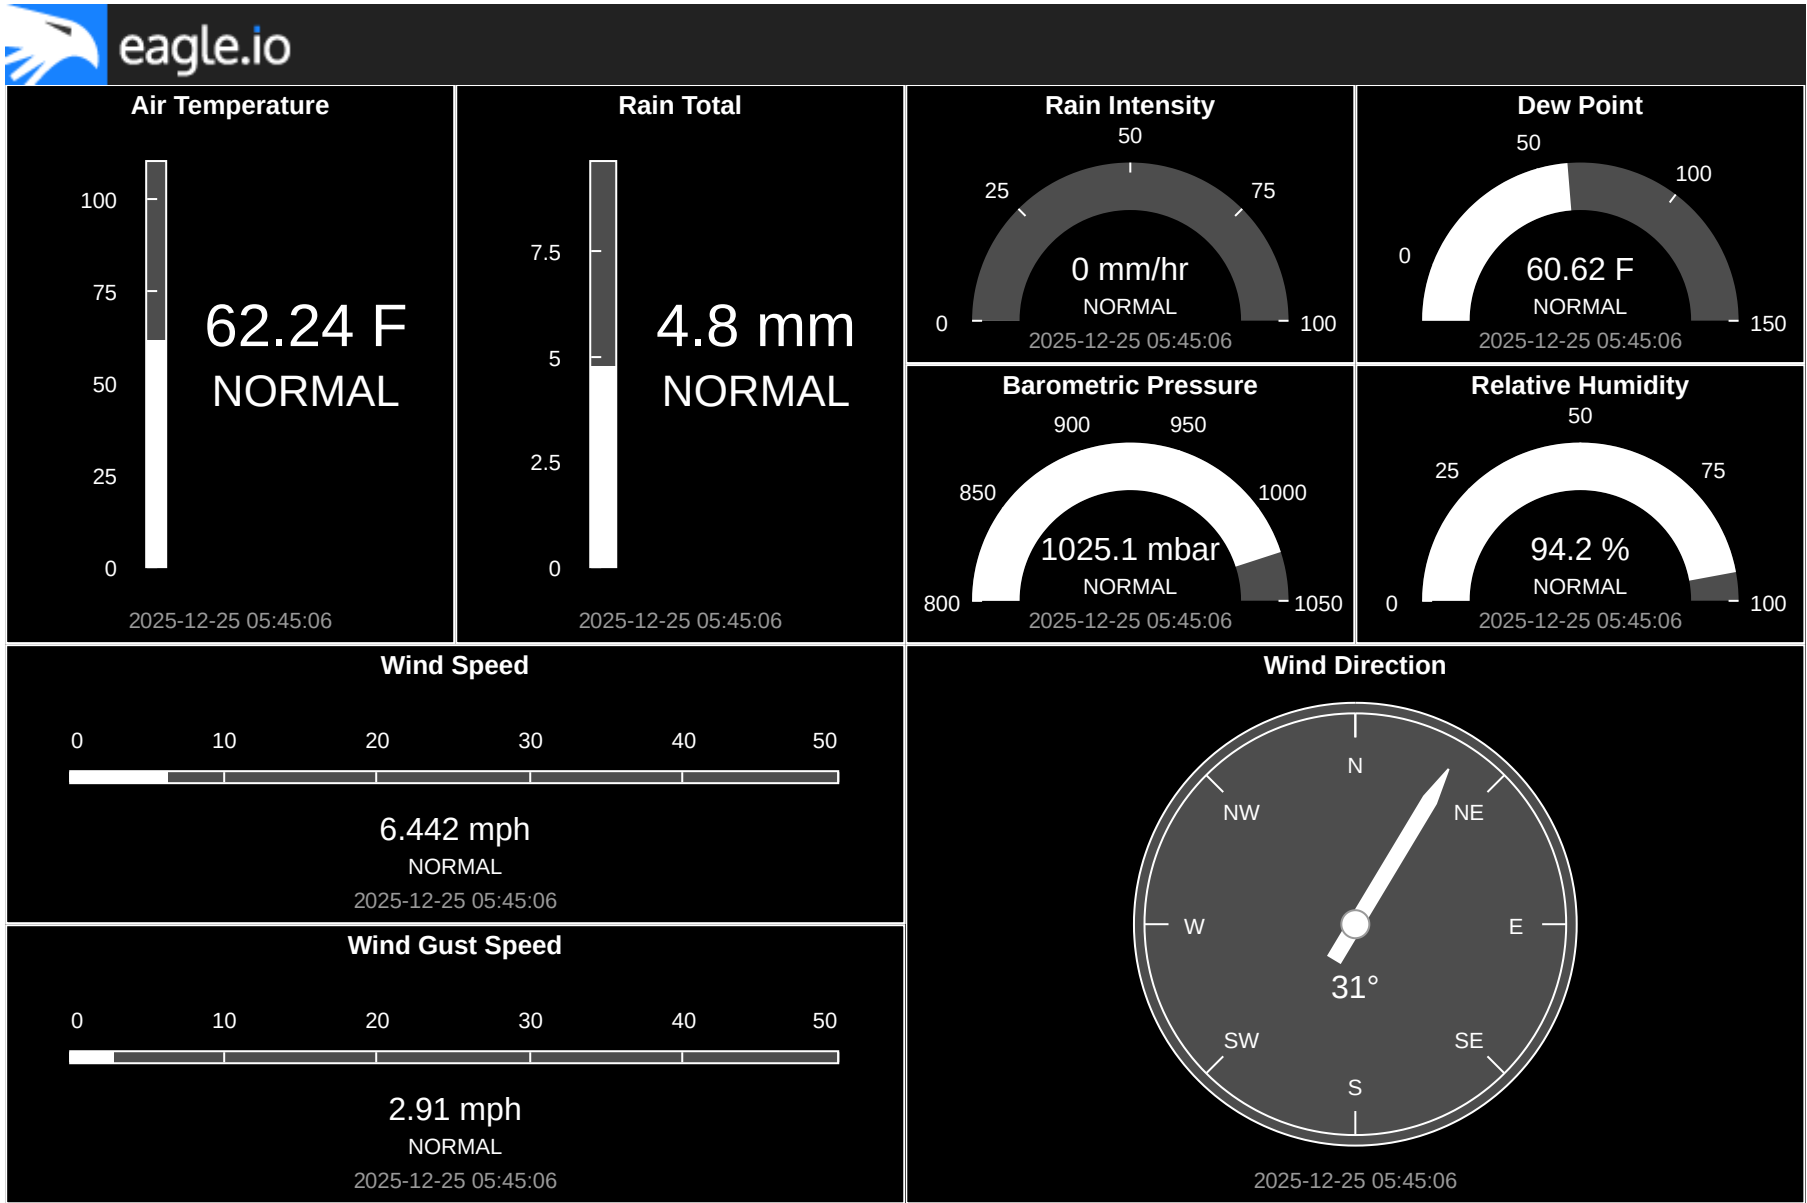 eagle.io
Air Temperature
100
75
50
25
0
62.24 F
NORMAL
2025-12-25 05:45:06
Rain Total
7.5
5
2.5
0
4.8 mm
NORMAL
2025-12-25 05:45:06
Rain Intensity
50
25
75
0
100
0 mm/hr
NORMAL
2025-12-25 05:45:06
Dew Point
50
100
0
150
60.62 F
NORMAL
2025-12-25 05:45:06
Barometric Pressure
900
950
850
1000
800
1050
1025.1 mbar
NORMAL
2025-12-25 05:45:06
Relative Humidity
50
25
75
0
100
94.2 %
NORMAL
2025-12-25 05:45:06
Wind Speed
0 10 20 30 40 50
6.442 mph
NORMAL
2025-12-25 05:45:06
Wind Gust Speed
0 10 20 30 40 50
2.91 mph
NORMAL
2025-12-25 05:45:06
Wind Direction
N
NW
NE
W
E
31°
SW
SE
S
2025-12-25 05:45:06